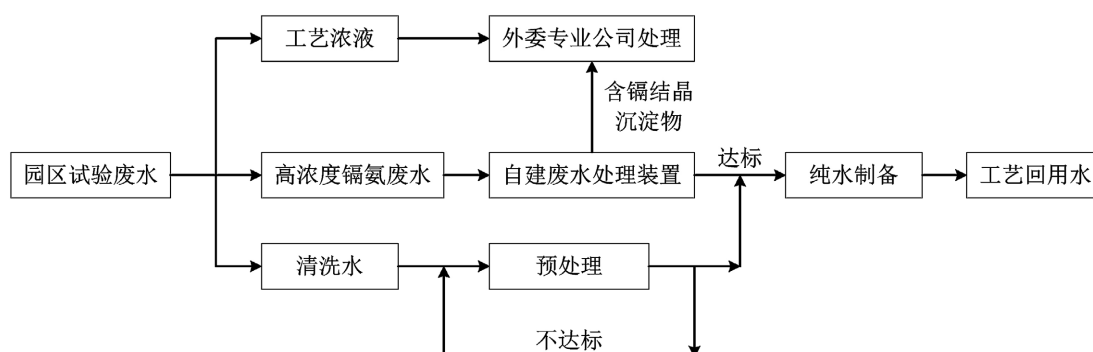 工艺浓液
外委专业公司处理
含镉结晶
沉淀物
园区试验废水
高浓度镉氨废水
自建废水处理装置
达标
纯水制备
工艺回用水
清洗水
预处理
不达标